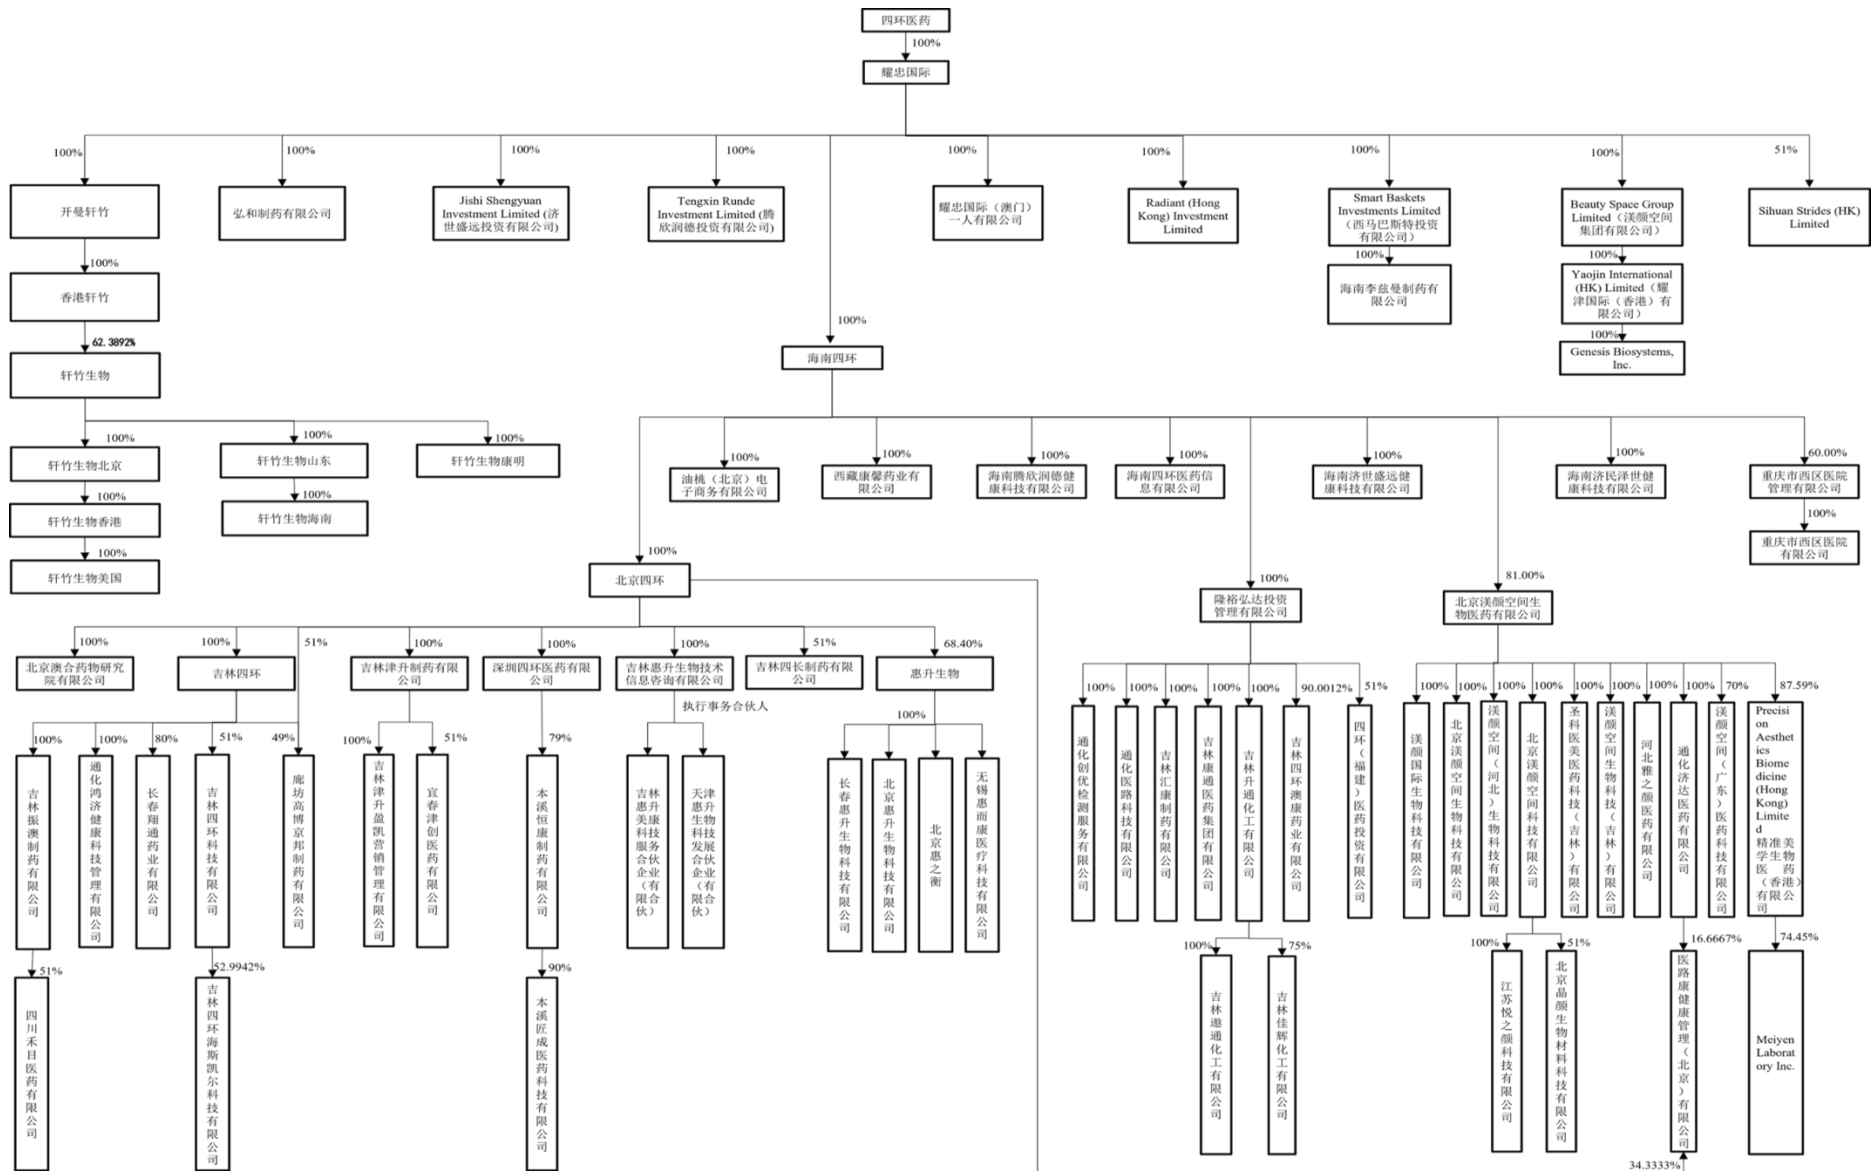 四环医药
100%
耀忠国际
100%
100%
100%
100%
100%
100%
100%
100%
51%
开曼轩竹
弘和制药有限公司
Jishi Shengyuan
Investment Limited (济
世盛远投资有限公司)
Tengxin Runde
Investment Limited (腾
欣润德投资有限公司)
耀忠国际（澳门）
一人有限公司
Radiant (Hong
Kong) Investment
Limited
Smart Baskets
Investments Limited
（西马巴斯特投资
有限公司）
Beauty Space Group
Limited（渼颜空间
集团有限公司）
Sihuan Strides (HK)
Limited
100%
100%
100%
香港轩竹
海南李兹曼制药有
限公司
Yaojin International
(HK) Limited（耀
津国际（香港）有
限公司）
62.3892%
100%
100%
轩竹生物
海南四环
Genesis Biosystems,
Inc.
100%
100%
100%
轩竹生物北京
轩竹生物山东
轩竹生物康明
100%
100%
轩竹生物香港
轩竹生物海南
100%
轩竹生物美国
100%
100%
100%
100%
100%
100%
60.00%
油桃（北京）电
子商务有限公司
西藏康馨药业有
限公司
海南腾欣润德健
康科技有限公司
海南四环医药信
息有限公司
海南济世盛远健
康科技有限公司
海南济民泽世健
康科技有限公司
重庆市西区医院
管理有限公司
100%
重庆市西区医院
有限公司
100%
北京四环
100%
隆裕弘达投资
管理有限公司
81.00%
北京渼颜空间生
物医药有限公司
100%
100%
51%
100%
100%
100%
51%
68.40%
北京澳合药物研究
院有限公司
吉林四环
吉林津升制药有限
公司
深圳四环医药有限
公司
吉林惠升生物技术
信息咨询有限公司
吉林四长制药有限
公司
惠升生物
执行事务合伙人
100%
100%
100%
80%
51%
49%
100%
51%
79%
吉林振澳制药有限公司
通化鸿济健康科技管理有限公司
长春翔通药业有限公司
吉林四环科技有限公司
廊坊高博京邦制药有限公司
吉林津升盈凯营销管理有限公司
宜春津创医药有限公司
本溪恒康制药有限公司
吉林惠升美康科技服务合伙企业（有限合伙）
天津惠升生物科技发展合伙企业（有限合伙）
长春惠升生物科技有限公司
北京惠升生物科技有限公司
北京惠之衡
无锡惠而康医疗科技有限公司
51%
52.9942%
90%
四川禾目医药有限公司
吉林四环海斯凯尔科技有限公司
本溪匠成医药科技有限公司
100%
100%
100%
100%
100%
90.0012%
51%
通化创优检测服务有限公司
通化医路科技有限公司
吉林汇康制药有限公司
吉林康通医药集团有限公司
吉林升通化工有限公司
吉林四环澳康药业有限公司
四环（福建）医药投资有限公司
100%
75%
吉林遨通化工有限公司
吉林佳辉化工有限公司
100%
100%
100%
100%
100%
100%
100%
100%
70%
87.59%
渼颜国际生物科技有限公司
北京渼颜空间生物科技有限公司
渼颜空间（河北）生物科技有限公司
北京渼颜空间科技有限公司
圣科医美医药科技（吉林）有限公司
渼颜空间生物科技（吉林）有限公司
河北雅之颜医药有限公司
通化济达医药有限公司
渼颜空间（广东）医药科技有限公司
Precisi
on
Aesthet
ics
Biome
dicine
(Hong
Kong)
Limite
d
精准美
学生物
医药
（香港）
有限公
司
100%
51%
16.6667%
74.45%
江苏悦之颜科技有限公司
北京晶颜生物材料科技有限公司
医路康健康管理（北京）有限公司
Meiyen
Laborat
ory Inc.
34.3333%